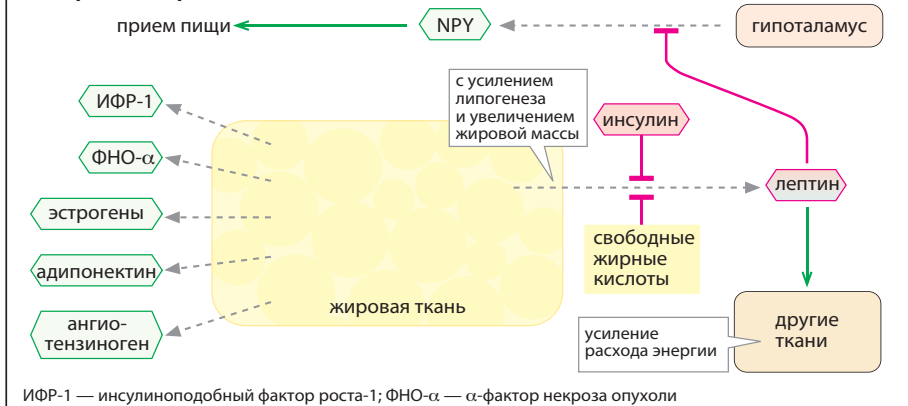 прием пищи
NPY
гипоталамус
с усилением
липогенеза
и увеличением
жировой массы
инсулин
ИФР-1
ФНО-α
эстрогены
адипонектин
ангио-
тензиноген
жировая ткань
лептин
свободные
жирные
кислоты
усиление
расхода энергии
другие
ткани
ИФР-1 — инсулиноподобный фактор роста-1; ФНО-α — α-фактор некроза опухоли